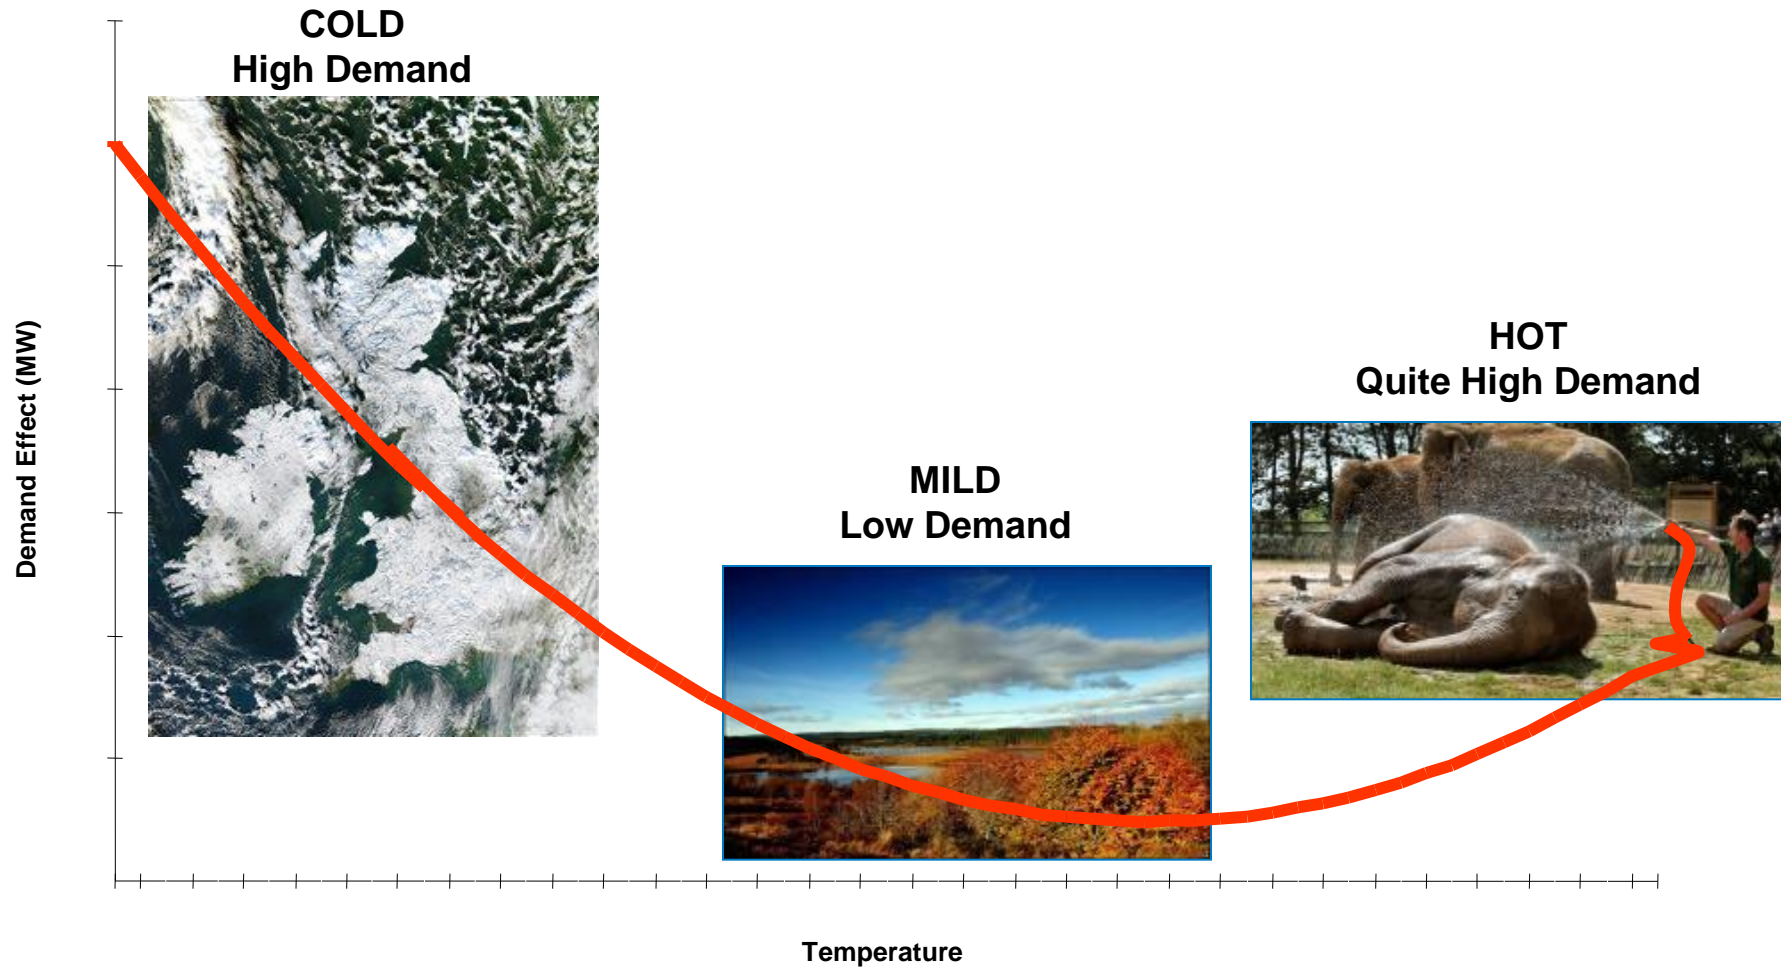 COLD
High Demand
HOT
Quite High Demand
MILD
Low Demand
Demand Effect (MW)
Temperature